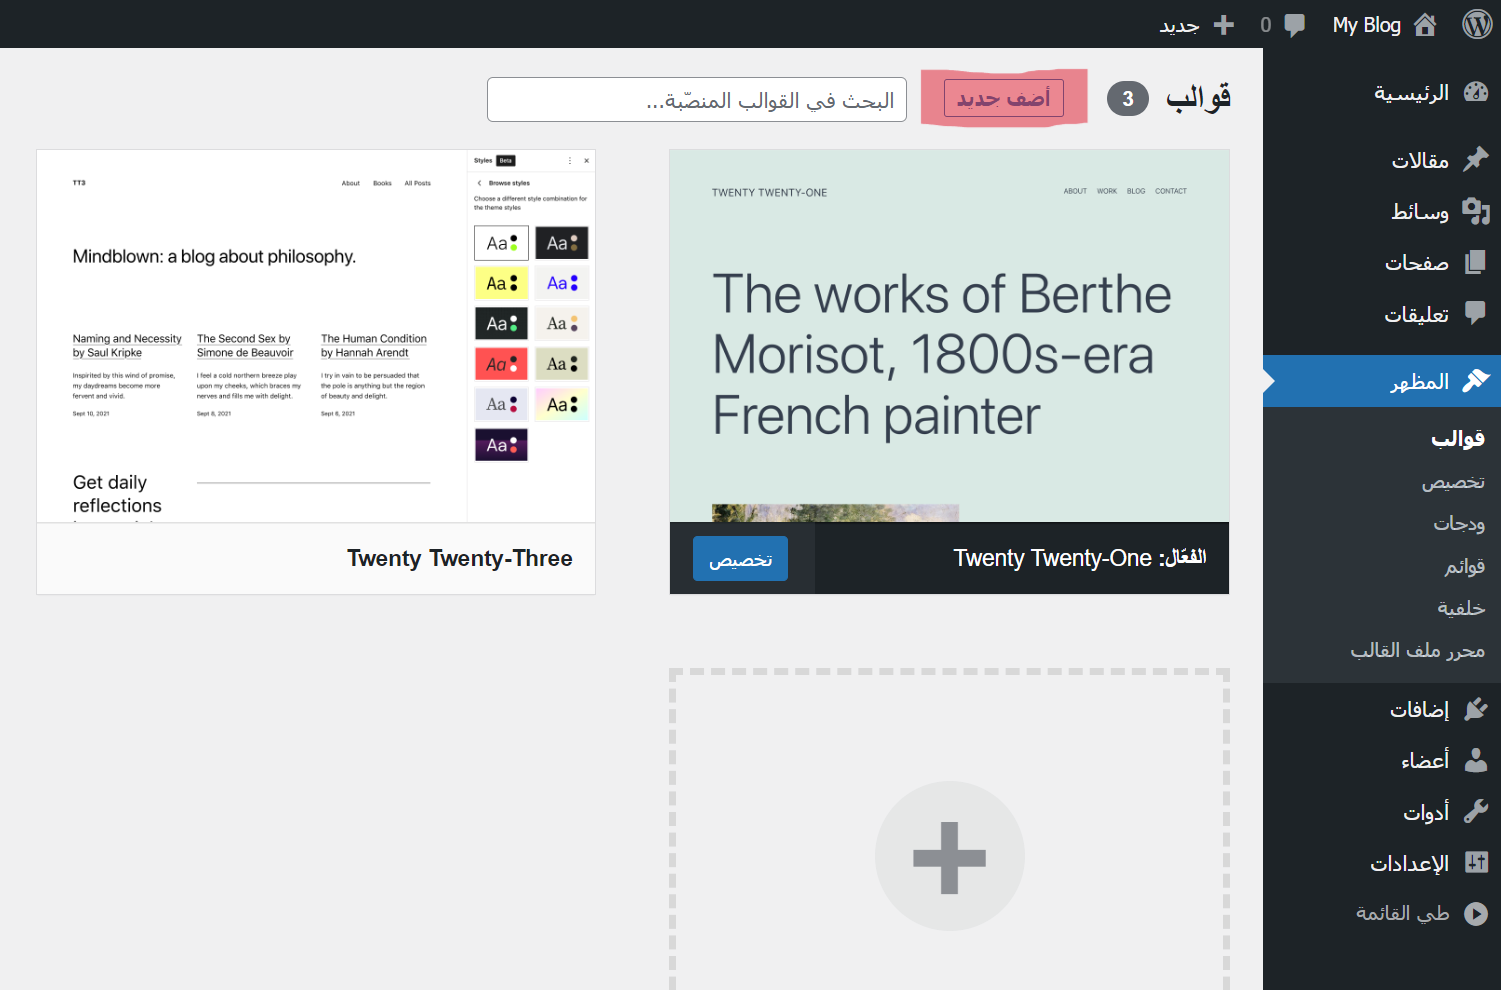 My Blog
0
جديد
الرئيسية
مقالات
وسائط
صفحات
تعليقات
المظهر
قوالب
تخصيص
ودجات
قوائم
خلفية
محرر ملف القالب
إضافات
أعضاء
أدوات
الإعدادات
طي القائمة
قوالب 3 أضف جديد
البحث في القوالب المنصّبة...
TWENTY TWENTY-ONE
ABOUT WORK BLOG CONTACT
The works of Berthe
Morisot, 1800s-era
French painter
الفعّال: Twenty Twenty-One
تخصيص
TT3
About Books All Posts
Mindblown: a blog about philosophy.
Naming and Necessity
by Saul Kripke
Inspirited by this wind of promise,
my daydreams become more
fervent and vivid.
Sept 10, 2021
The Second Sex by
Simone de Beauvoir
I feel a cold northern breeze play
upon my cheeks, which braces my
nerves and fills me with delight.
Sept 8, 2021
The Human Condition
by Hannah Arendt
I try in vain to be persuaded that
the pole is anything but the region
of beauty and delight.
Sept 6, 2021
Get daily
reflections
Styles Beta
Browse styles
Choose a different style combination for
the theme styles
Aa Aa
Aa Aa
Aa Aa
Aa Aa
Aa Aa
Aa
Twenty Twenty-Three